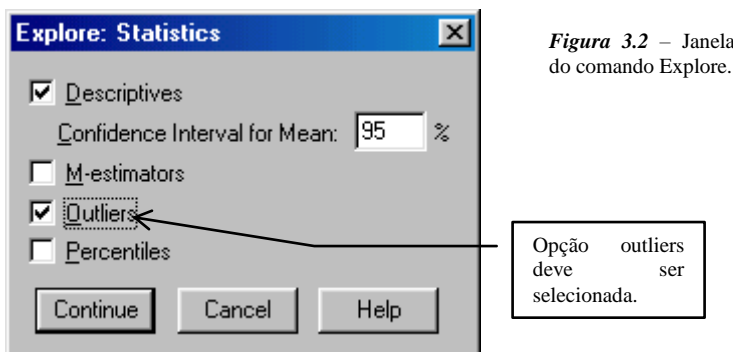 Explore: Statistics
Figura 3.2 – Janela
do comando Explore.
Descriptives
Confidence Interval for Mean: 95 %
M-estimators
Outliers
Percentiles
Opção outliers
deve ser
selecionada.
Continue Cancel Help